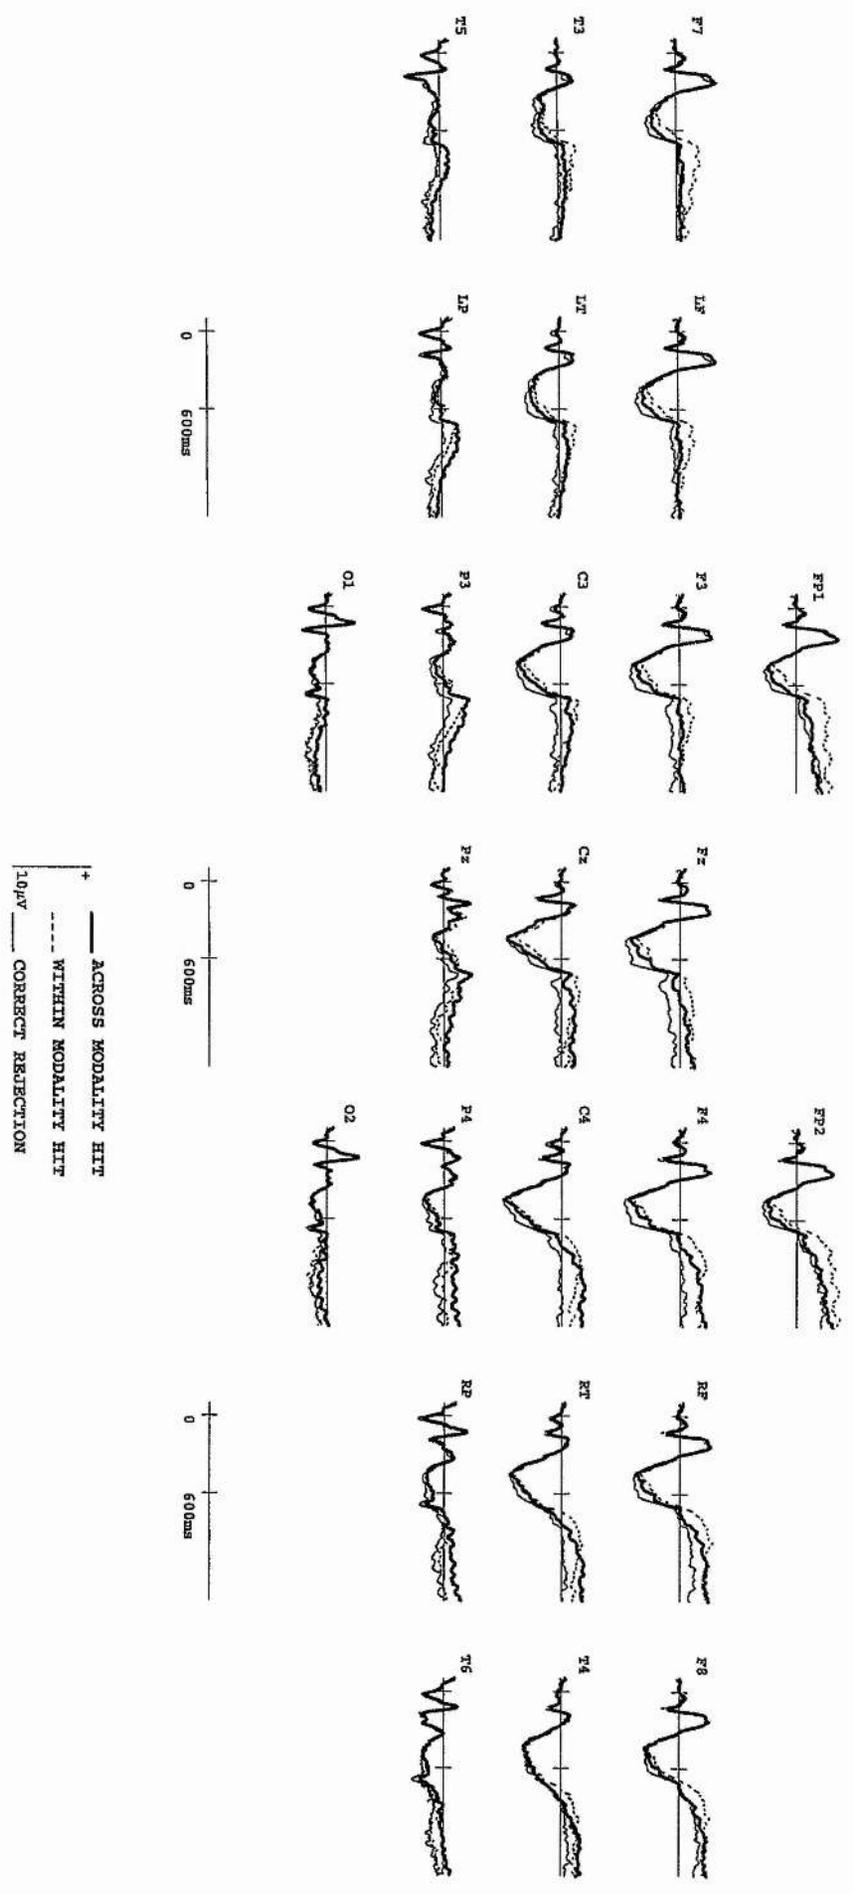 FP1 FP2
F7 LF F3 Fz F4 RF F8
T3 LT C3 Cz C4 RT T4
T5 LP P3 Pz P4 RP T6
O1 O2
0 600ms 0 600ms 0 600ms
+ ACROSS MODALITY HIT
WITHIN MODALITY HIT
10µV CORRECT REJECTION